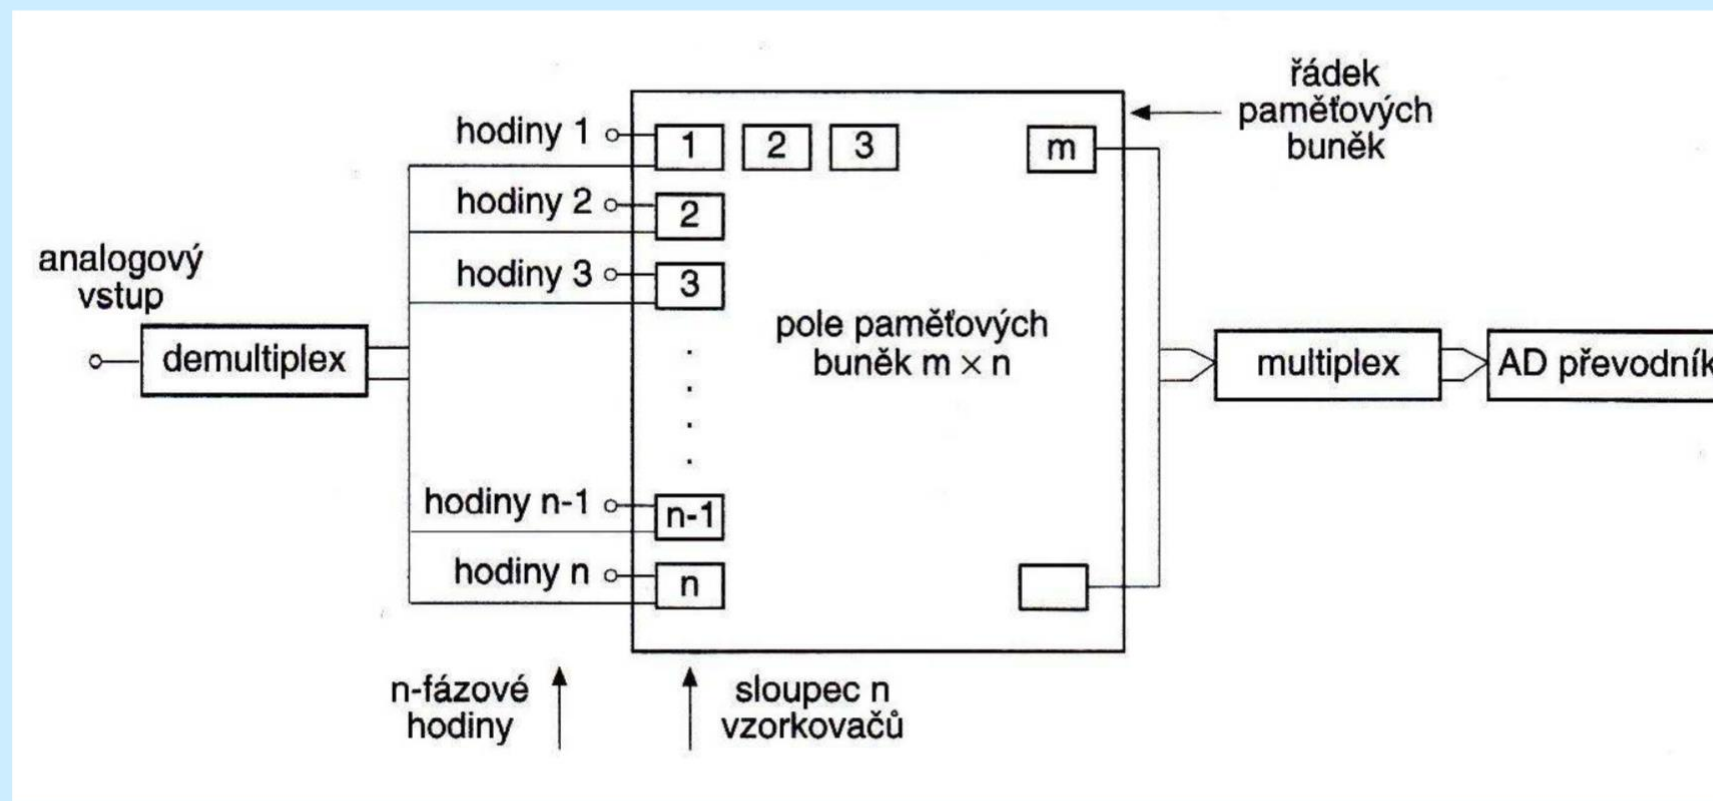 řádek
paměťových
buněk
hodiny 1
1
2
3
m
hodiny 2
2
hodiny 3
3
analogový
vstup
demultiplex
pole paměťových
buněk m × n
multiplex
AD převodník
.
.
.
.
hodiny n-1
n-1
hodiny n
n
n-fázové
hodiny
sloupec n
vzorkovačů